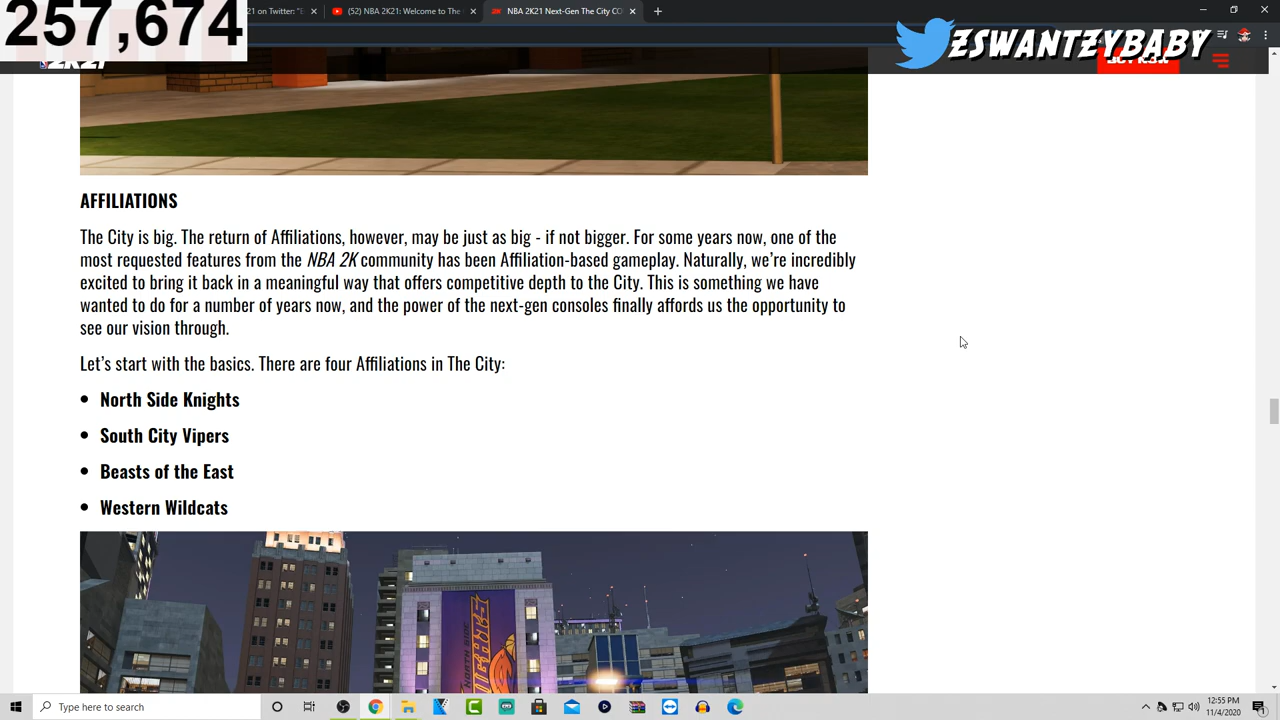 257,674
21 on Twitter: "E
(52) NBA 2K21: Welcome to The
NBA 2K21 Next-Gen The City CO
ZSWANTZYBABY
BUY NOW
AFFILIATIONS
The City is big. The return of Affiliations, however, may be just as big - if not bigger. For some years now, one of the
most requested features from the NBA 2K community has been Affiliation-based gameplay. Naturally, we're incredibly
excited to bring it back in a meaningful way that offers competitive depth to the City. This is something we have
wanted to do for a number of years now, and the power of the next-gen consoles finally affords us the opportunity to
see our vision through.
Let's start with the basics. There are four Affiliations in The City:
• North Side Knights
• South City Vipers
• Beasts of the East
• Western Wildcats
Type here to search
12:55 PM
11/4/2020